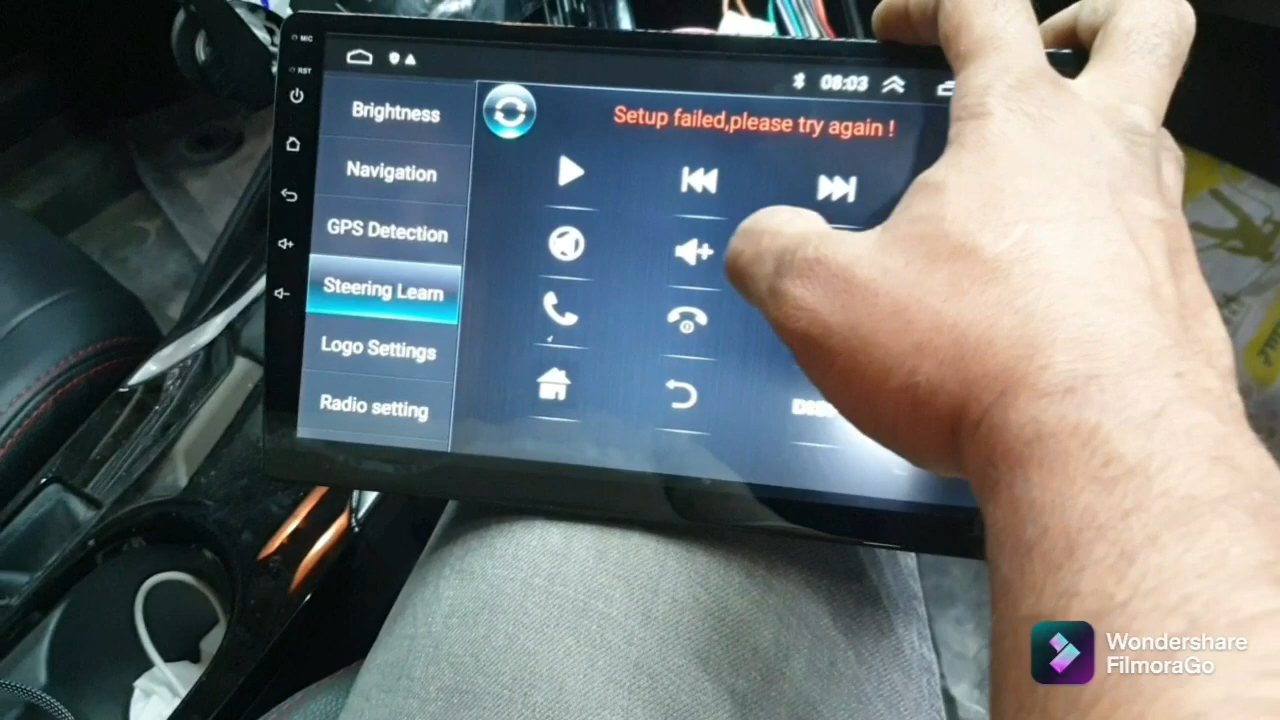 MIC
RST
08:03
Brightness
Setup failed,please try again !
Navigation
GPS Detection
Steering Learn
Logo Settings
Radio setting
Wondershare
FilmoraGo